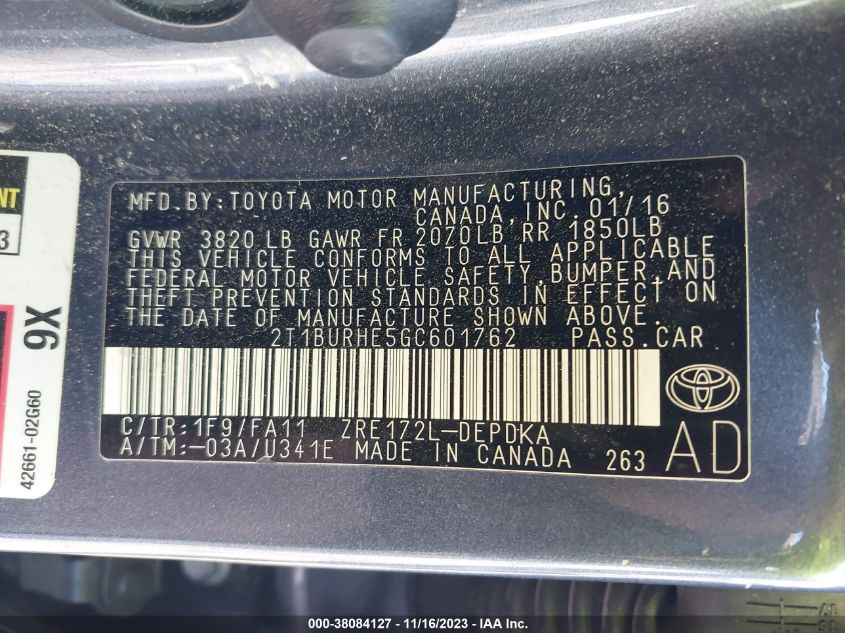 MFD.BY:TOYOTA MOTOR MANUFACTURING,
CANADA,INC. 01/16
GVWR 3820 LB GAWR FR 2070LB RR 1850LB
THIS VEHICLE CONFORMS TO ALL APPLICABLE
FEDERAL MOTOR VEHICLE SAFETY,BUMPER,AND
THEFT PREVENTION STANDARDS IN EFFECT ON
THE DATE OF MANUFACTURE SHOWN ABOVE.
2T1BURHE5GC601762 PASS.CAR
C/TR:1F9/FA11 ZRE172L-DEPDKA
A/TM:-03A/U341E MADE IN CANADA 263
AD
NT
3
9X
42661-02G60
000-38084127 - 11/16/2023 - IAA Inc.